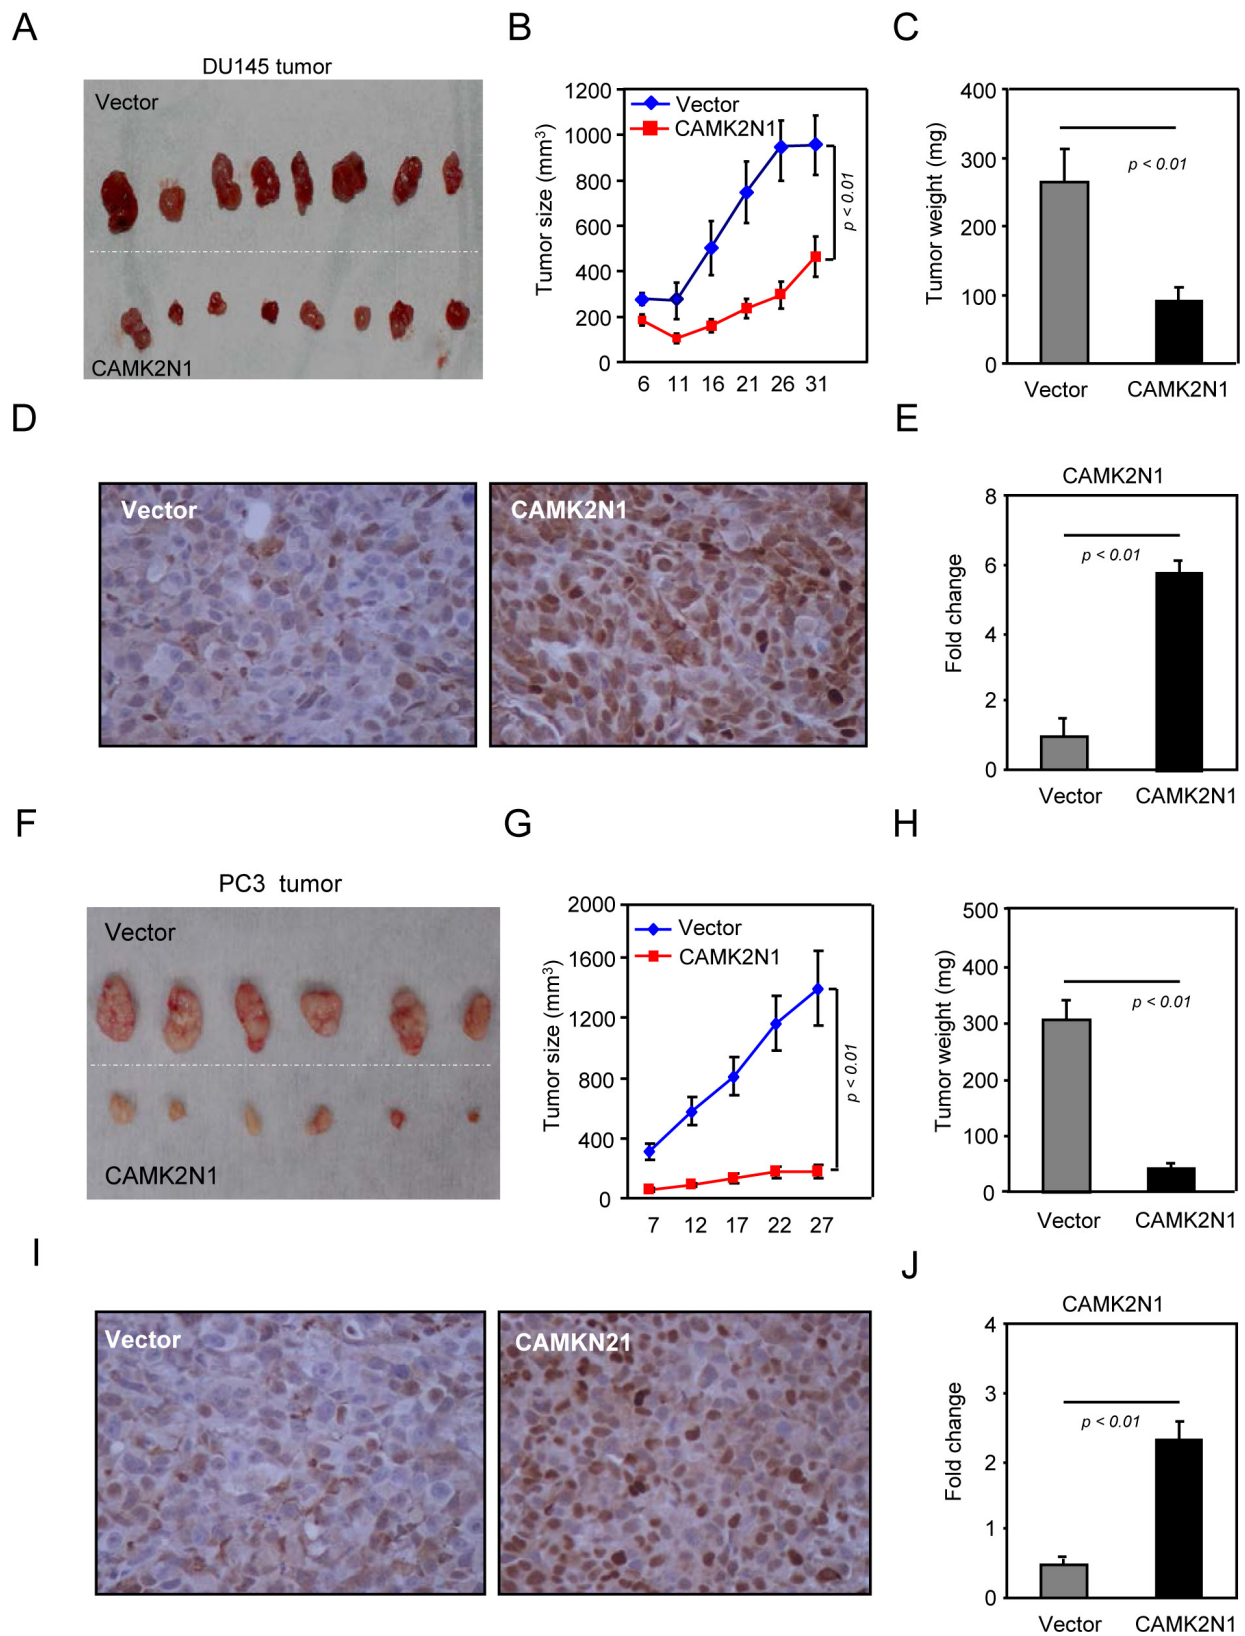 A
B
C
DU145 tumor
Vector
CAMK2N1
Tumor size (mm³)
1200
1000
800
600
400
200
0
Vector
CAMK2N1
p < 0.01
6 11 16 21 26 31
Tumor weight (mg)
400
300
200
100
0
p < 0.01
Vector CAMK2N1
D
E
Vector
CAMK2N1
CAMK2N1
Fold change
8
6
4
2
0
p < 0.01
Vector CAMK2N1
F
G
H
PC3 tumor
Vector
CAMK2N1
Tumor size (mm³)
2000
1600
1200
800
400
0
Vector
CAMK2N1
p < 0.01
7 12 17 22 27
Tumor weight (mg)
500
400
300
200
100
0
p < 0.01
Vector CAMK2N1
I
J
Vector
CAMKN21
CAMK2N1
Fold change
4
3
2
1
0
p < 0.01
Vector CAMK2N1